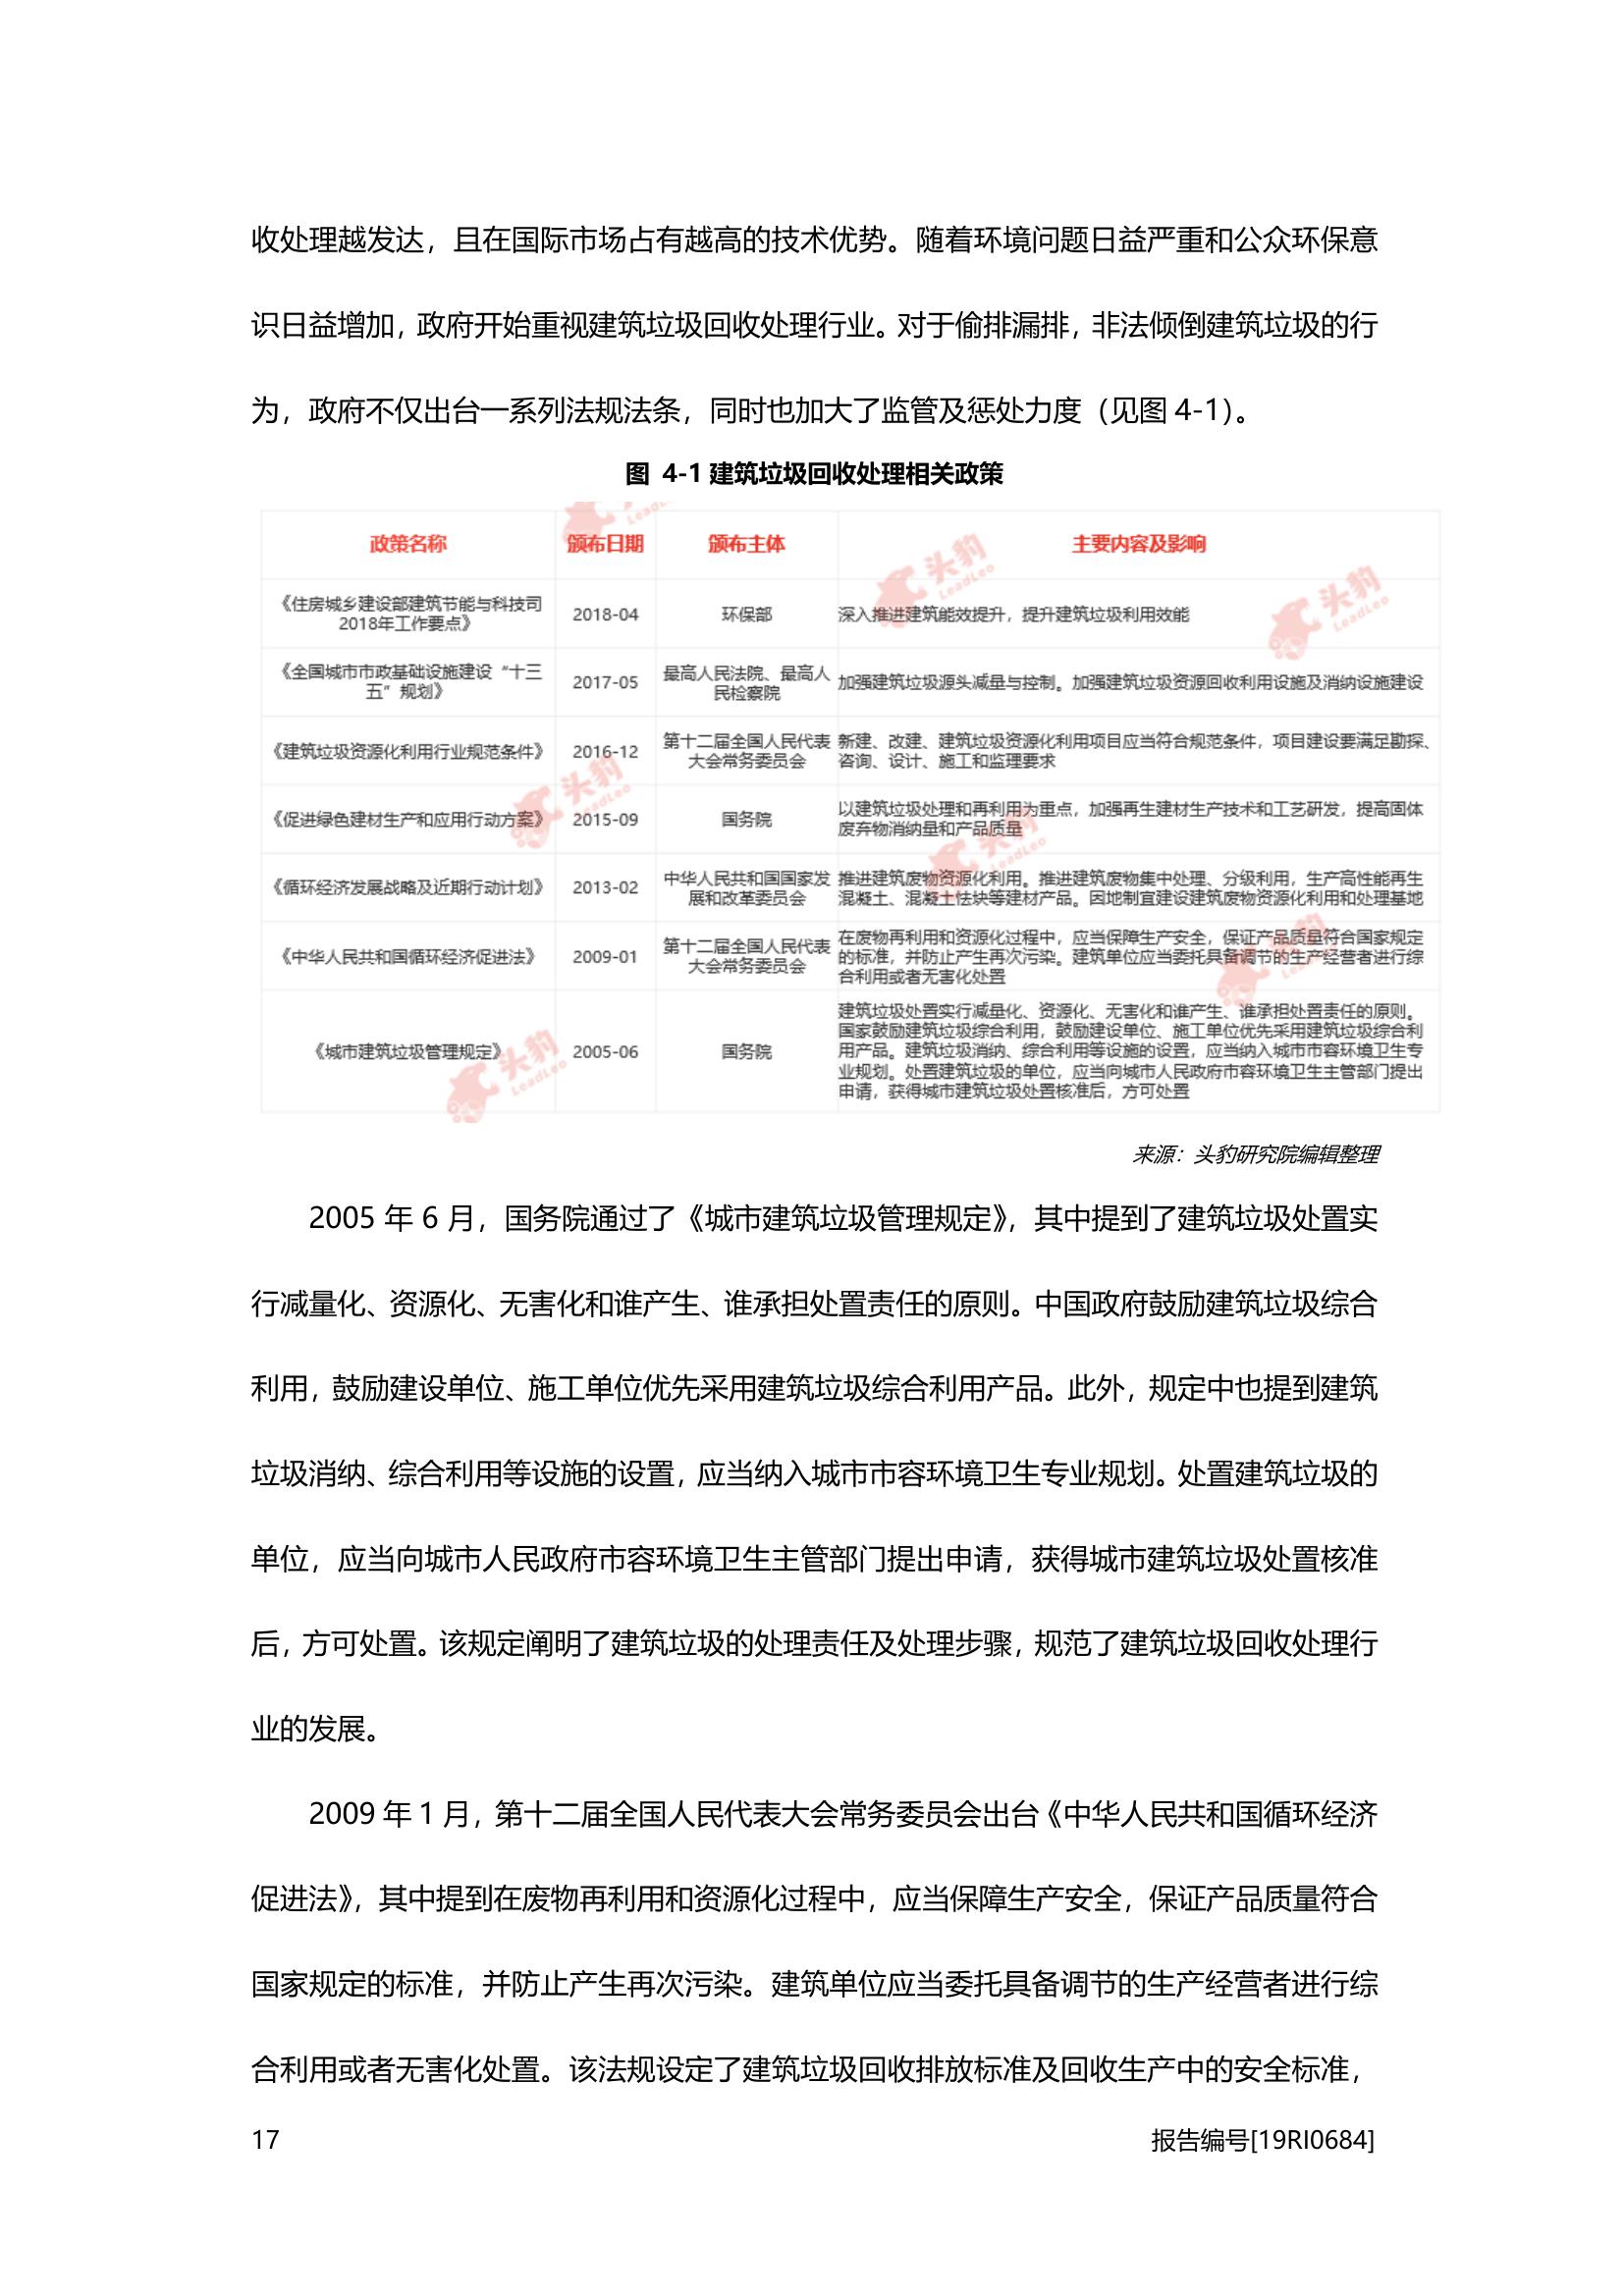 收处理越发达，且在国际市场占有越高的技术优势。随着环境问题日益严重和公众环保意
识日益增加，政府开始重视建筑垃圾回收处理行业。对于偷排漏排，非法倾倒建筑垃圾的行
为，政府不仅出台一系列法规法条，同时也加大了监管及惩处力度（见图 4-1）。
图 4-1 建筑垃圾回收处理相关政策
政策名称 颁布日期 颁布主体 主要内容及影响
《住房城乡建设部建筑节能与科技司
2018年工作要点》
2018-04
环保部
深入推进建筑能效提升，提升建筑垃圾利用效能
《全国城市市政基础设施建设“十三
五”规划》
2017-05
最高人民法院、最高人
民检察院
加强建筑垃圾源头减量与控制。加强建筑垃圾资源回收利用设施及消纳设施建设
《建筑垃圾资源化利用行业规范条件》
2016-12
第十二届全国人民代表
大会常务委员会
新建、改建、建筑垃圾资源化利用项目应当符合规范条件，项目建设要满足勘探、
咨询、设计、施工和监理要求
《促进绿色建材生产和应用行动方案》
2015-09
国务院
以建筑垃圾处理和再利用为重点，加强再生建材生产技术和工艺研发，提高固体
废弃物消纳量和产品质量
《循环经济发展战略及近期行动计划》
2013-02
中华人民共和国国家发
展和改革委员会
推进建筑废物资源化利用。推进建筑废物集中处理、分级利用，生产高性能再生
混凝土、混凝土怯块等建材产品。因地制宜建设建筑废物资源化利用和处理基地
《中华人民共和国循环经济促进法》
2009-01
第十二届全国人民代表
大会常务委员会
在废物再利用和资源化过程中，应当保障生产安全，保证产品质量符合国家规定
的标准，并防止产生再次污染。建筑单位应当委托具备调节的生产经营者进行综
合利用或者无害化处置
《城市建筑垃圾管理规定》
2005-06
国务院
建筑垃圾处置实行减量化、资源化、无害化和谁产生、谁承担处置责任的原则。
国家鼓励建筑垃圾综合利用，鼓励建设单位、施工单位优先采用建筑垃圾综合利
用产品。建筑垃圾消纳、综合利用等设施的设置，应当纳入城市市容环境卫生专
业规划。处置建筑垃圾的单位，应当向城市人民政府市容环境卫生主管部门提出
申请，获得城市建筑垃圾处置核准后，方可处置
头豹
LeadLeo
来源：头豹研究院编辑整理
2005 年 6 月，国务院通过了《城市建筑垃圾管理规定》，其中提到了建筑垃圾处置实
行减量化、资源化、无害化和谁产生、谁承担处置责任的原则。中国政府鼓励建筑垃圾综合
利用，鼓励建设单位、施工单位优先采用建筑垃圾综合利用产品。此外，规定中也提到建筑
垃圾消纳、综合利用等设施的设置，应当纳入城市市容环境卫生专业规划。处置建筑垃圾的
单位，应当向城市人民政府市容环境卫生主管部门提出申请，获得城市建筑垃圾处置核准
后，方可处置。该规定阐明了建筑垃圾的处理责任及处理步骤，规范了建筑垃圾回收处理行
业的发展。
2009 年 1 月，第十二届全国人民代表大会常务委员会出台《中华人民共和国循环经济
促进法》，其中提到在废物再利用和资源化过程中，应当保障生产安全，保证产品质量符合
国家规定的标准，并防止产生再次污染。建筑单位应当委托具备调节的生产经营者进行综
合利用或者无害化处置。该法规设定了建筑垃圾回收排放标准及回收生产中的安全标准，
17 报告编号[19RI0684]